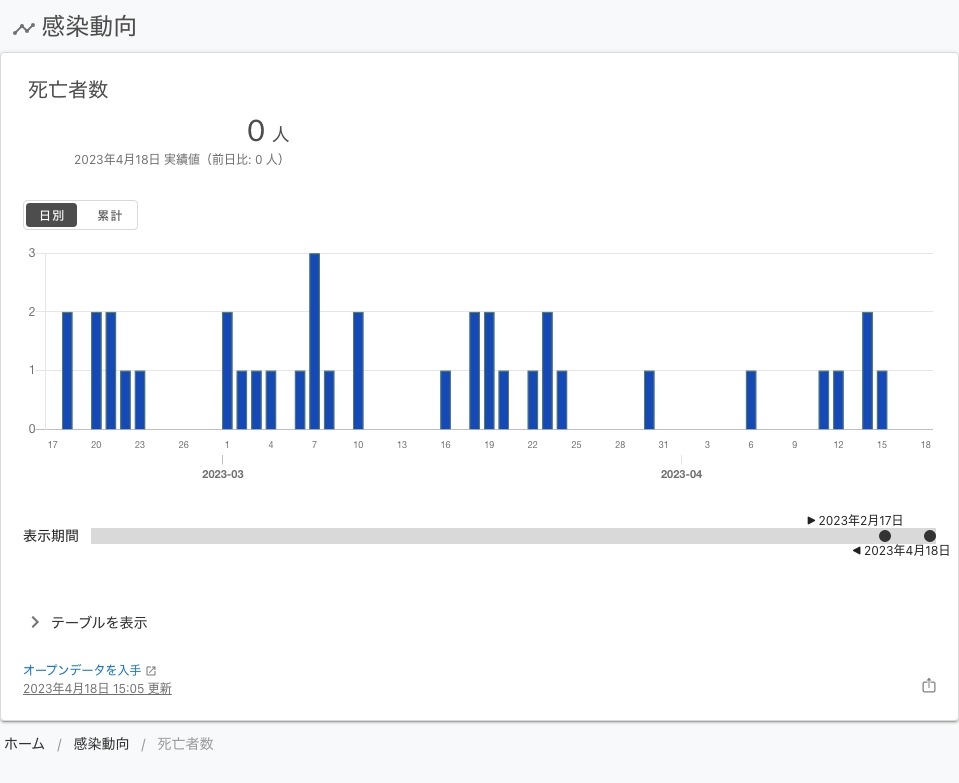 感染動向
死亡者数
0 人
2023年4月18日 実績値（前日比: 0 人）
日別 累計
3
2
1
0
17 20 23 26 1 4 7 10 13 16 19 22 25 28 31 3 6 9 12 15 18
2023-03 2023-04
▶ 2023年2月17日
表示期間
◀ 2023年4月18日
テーブルを表示
オープンデータを入手
2023年4月18日 15:05 更新
ホーム / 感染動向 / 死亡者数